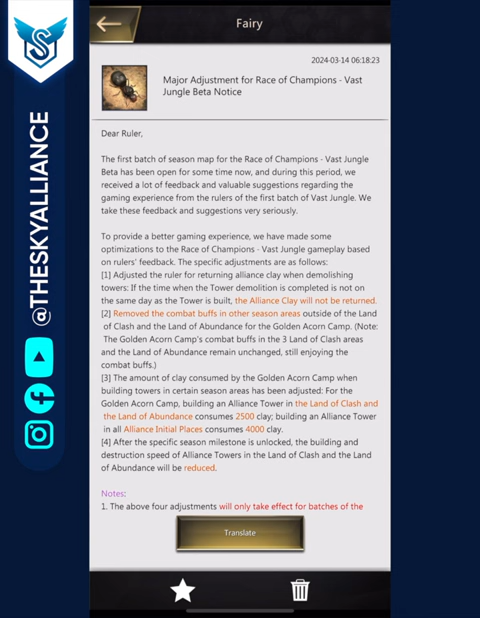 Fairy
2024-03-14 06:18:23
Major Adjustment for Race of Champions - Vast
Jungle Beta Notice
Dear Ruler,
The first batch of season map for the Race of Champions - Vast Jungle
Beta has been open for some time now, and during this period, we
received a lot of feedback and valuable suggestions regarding the
gaming experience from the rulers of the first batch of Vast Jungle. We
take these feedback and suggestions very seriously.
To provide a better gaming experience, we have made some
optimizations to the Race of Champions - Vast Jungle gameplay based
on rulers' feedback. The specific adjustments are as follows:
[1] Adjusted the ruler for returning alliance clay when demolishing
towers: If the time when the Tower demolition is completed is not on
the same day as the Tower is built, the Alliance Clay will not be returned.
[2] Removed the combat buffs in other season areas outside of the Land
of Clash and the Land of Abundance for the Golden Acorn Camp. (Note:
The Golden Acorn Camp's combat buffs in the 3 Land of Clash areas
and the Land of Abundance remain unchanged, still enjoying the
combat buffs.)
[3] The amount of clay consumed by the Golden Acorn Camp when
building towers in certain season areas has been adjusted: For the
Golden Acorn Camp, building an Alliance Tower in the Land of Clash and
the Land of Abundance consumes 2500 clay; building an Alliance Tower
in all Alliance Initial Places consumes 4000 clay.
[4] After the specific season milestone is unlocked, the building and
destruction speed of Alliance Towers in the Land of Clash and the Land
of Abundance will be reduced.
Notes:
1. The above four adjustments will only take effect for batches of the
Translate
S
@THESKYALLIANCE